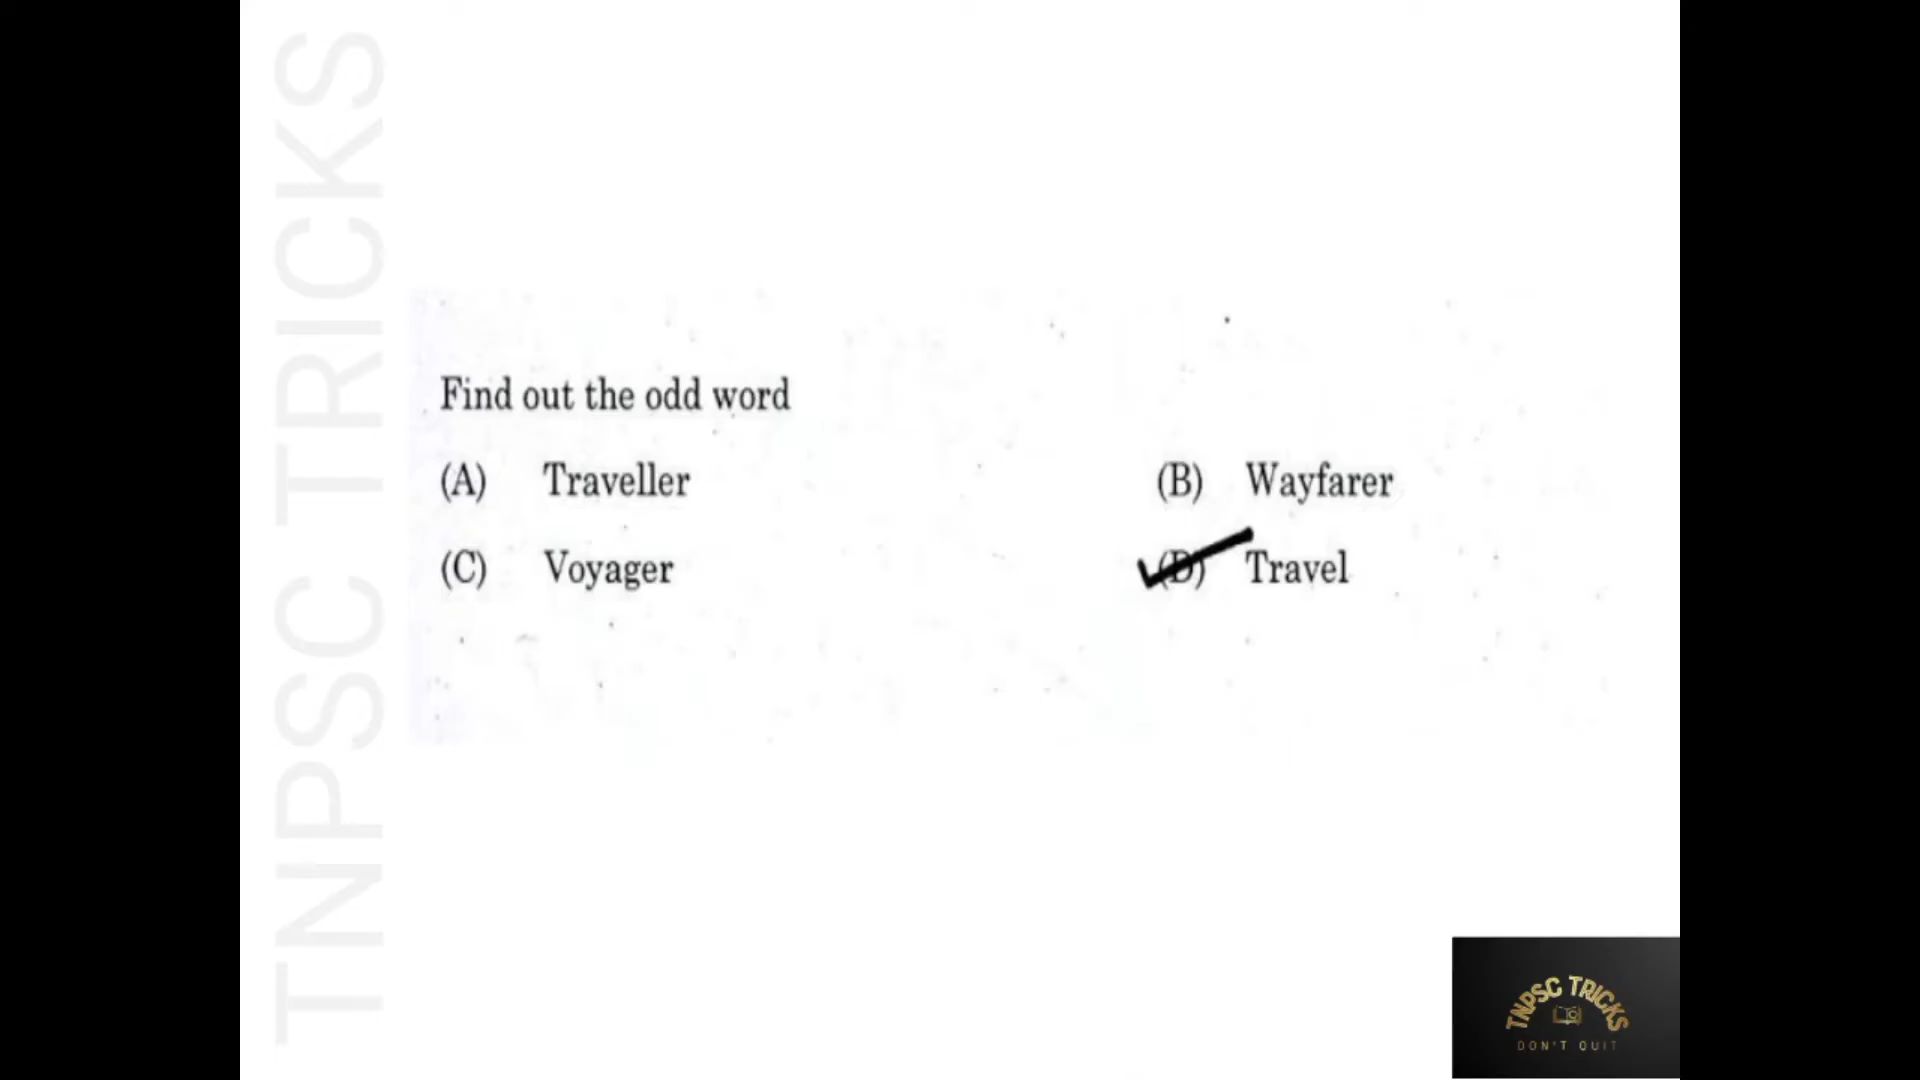 TNPSC TRICKS
Find out the odd word
(A) Traveller (B) Wayfarer
(C) Voyager (D) Travel
TNPSC TRICKS
DON'T QUIT